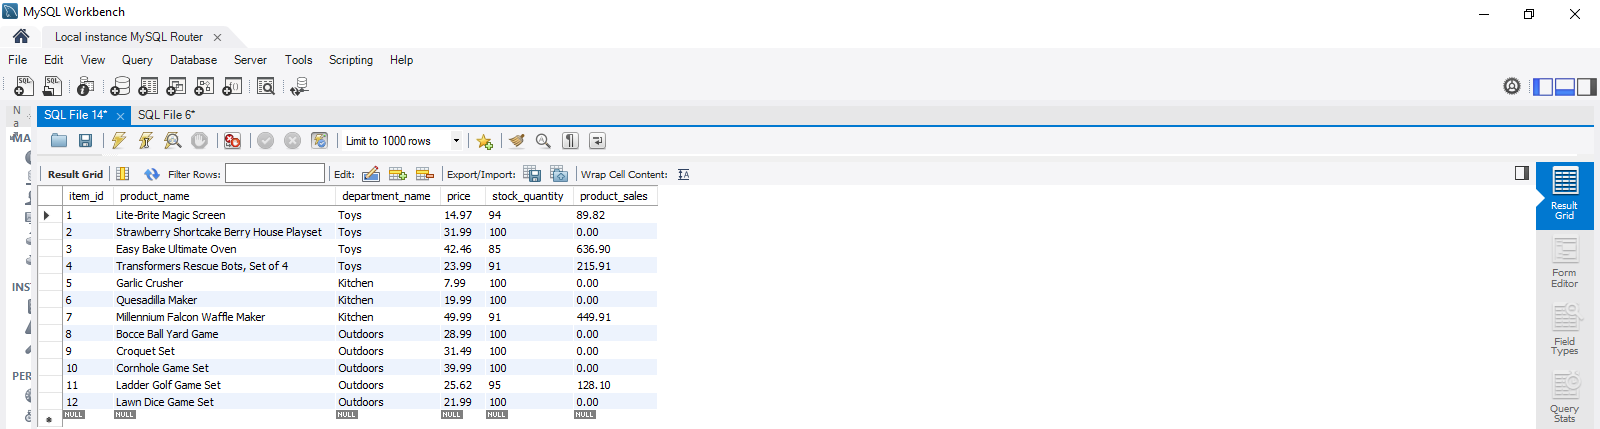 MySQL Workbench
Local instance MySQL Router
File Edit View Query Database Server Tools Scripting Help
SQL File 14* SQL File 6*
Limit to 1000 rows
Result Grid Filter Rows: Edit: Export/Import: Wrap Cell Content: IA
item_id product_name department_name price stock_quantity product_sales
1 Lite-Brite Magic Screen Toys 14.97 94 89.82
2 Strawberry Shortcake Berry House Playset Toys 31.99 100 0.00
3 Easy Bake Ultimate Oven Toys 42.46 85 636.90
4 Transformers Rescue Bots, Set of 4 Toys 23.99 91 215.91
5 Garlic Crusher Kitchen 7.99 100 0.00
6 Quesadilla Maker Kitchen 19.99 100 0.00
7 Millennium Falcon Waffle Maker Kitchen 49.99 91 449.91
8 Bocce Ball Yard Game Outdoors 28.99 100 0.00
9 Croquet Set Outdoors 31.49 100 0.00
10 Cornhole Game Set Outdoors 39.99 100 0.00
11 Ladder Golf Game Set Outdoors 25.62 95 128.10
12 Lawn Dice Game Set Outdoors 21.99 100 0.00
NULL NULL NULL NULL NULL NULL
Na
MA
INS
PER
Result
Grid
Form
Editor
Field
Types
Query
Stats